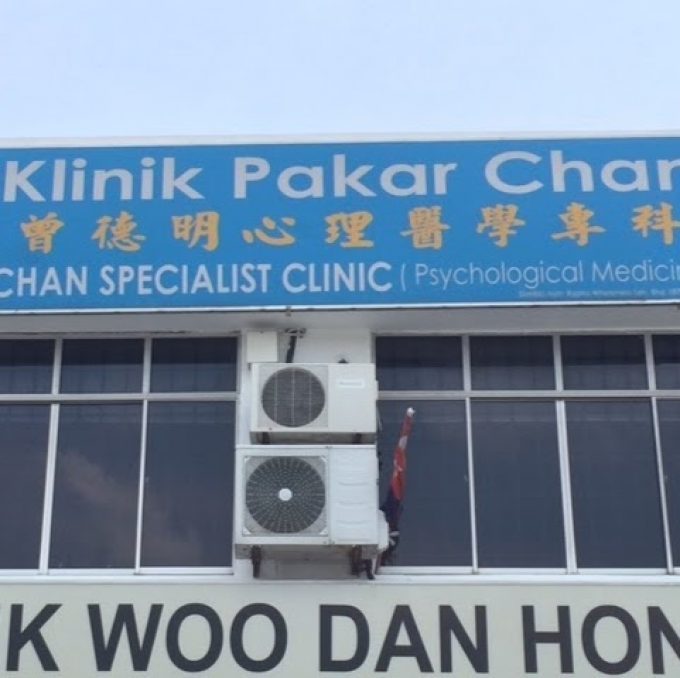 Klinik Pakar Chan
曾德明心理醫學專科
CHAN SPECIALIST CLINIC ( Psychological Medicin
K WOO DAN HON